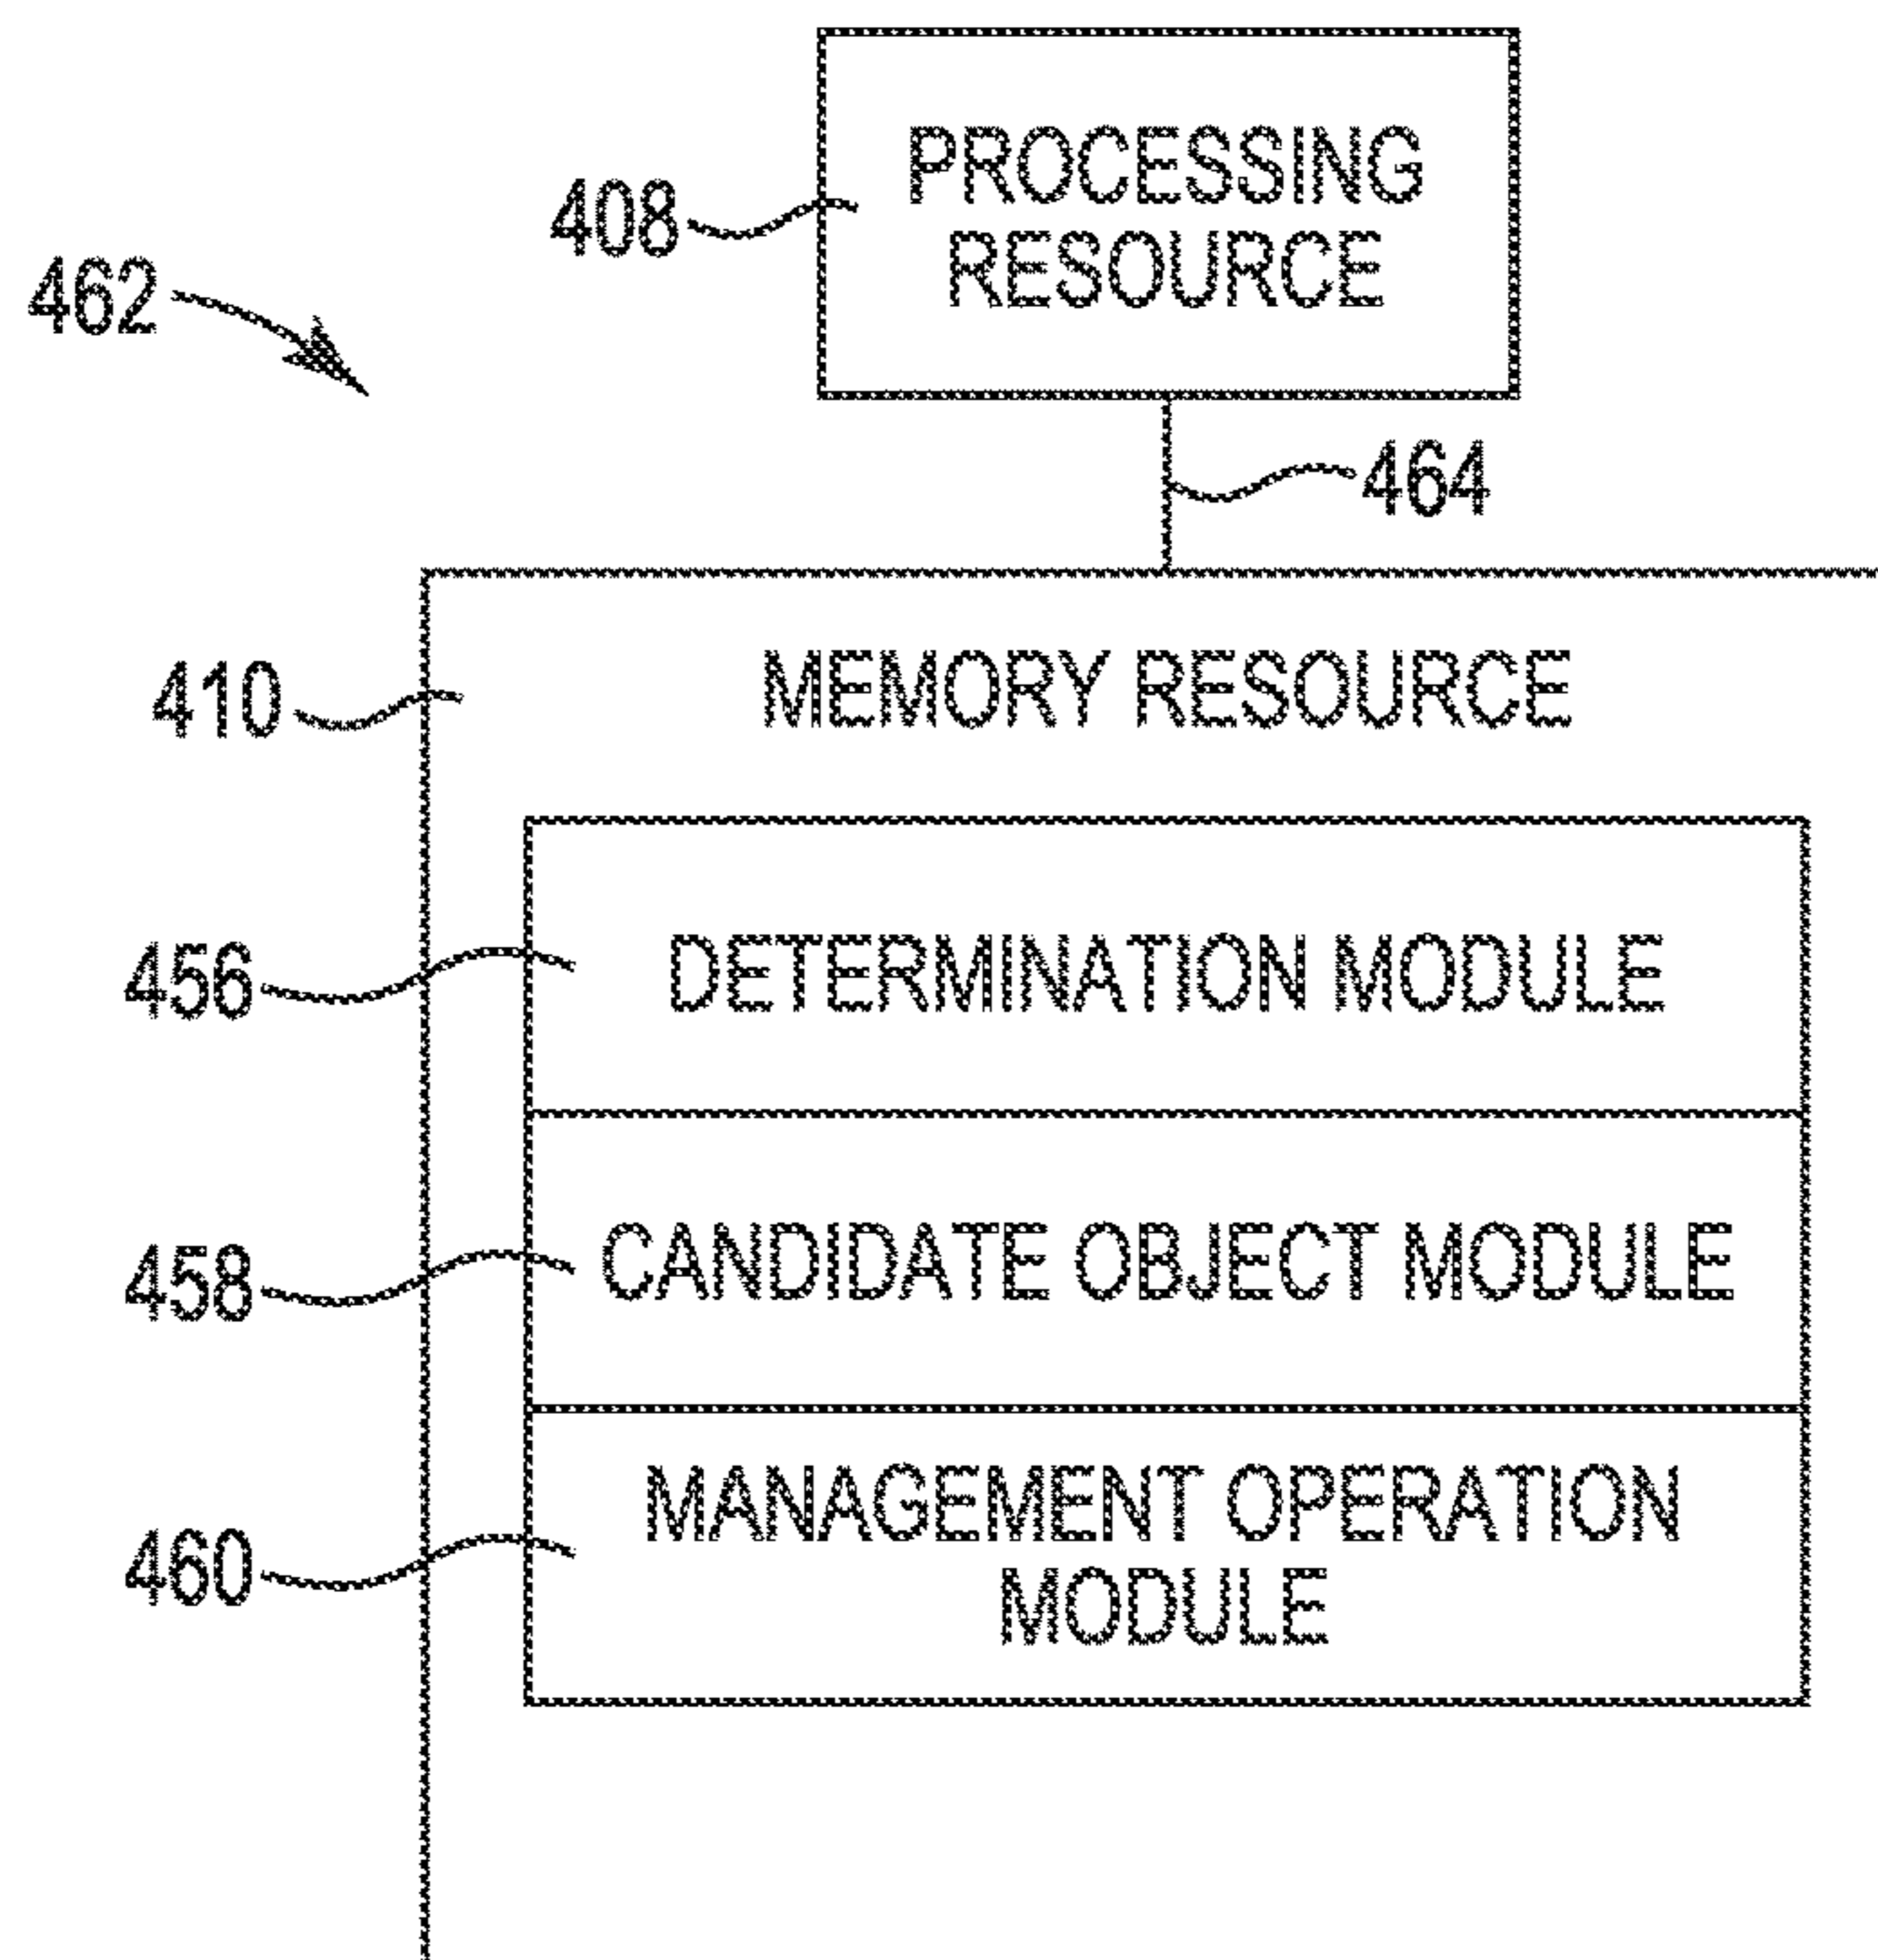 PROCESSING
RESOURCE
408
462
464
410
MEMORY RESOURCE
456
DETERMINATION MODULE
458
CANDIDATE OBJECT MODULE
460
MANAGEMENT OPERATION
MODULE